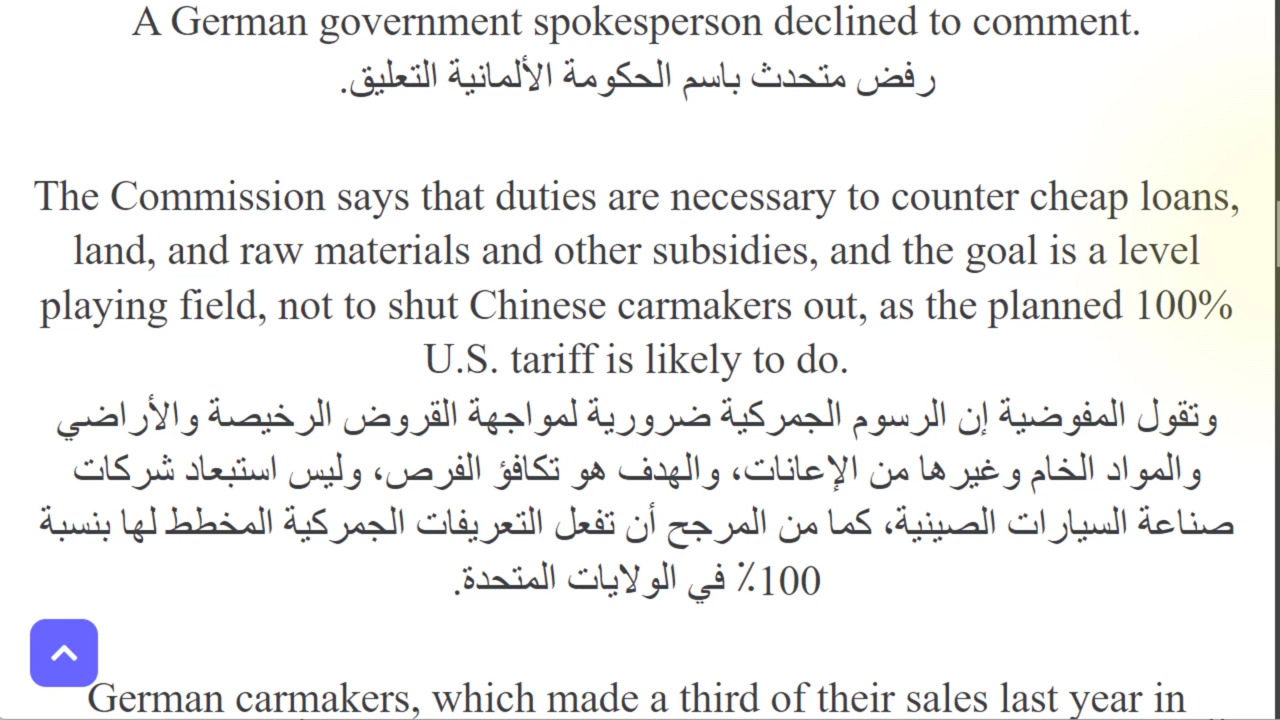 A German government spokesperson declined to comment.
رفض متحدث باسم الحكومة الألمانية التعليق.
The Commission says that duties are necessary to counter cheap loans,
land, and raw materials and other subsidies, and the goal is a level
playing field, not to shut Chinese carmakers out, as the planned 100%
U.S. tariff is likely to do.
وتقول المفوضية إن الرسوم الجمركية ضرورية لمواجهة القروض الرخيصة والأراضي
والمواد الخام وغيرها من الإعانات، والهدف هو تكافؤ الفرص، وليس استبعاد شركات
صناعة السيارات الصينية، كما من المرجح أن تفعل التعريفات الجمركية المخطط لها بنسبة
100٪ في الولايات المتحدة.
German carmakers, which made a third of their sales last year in